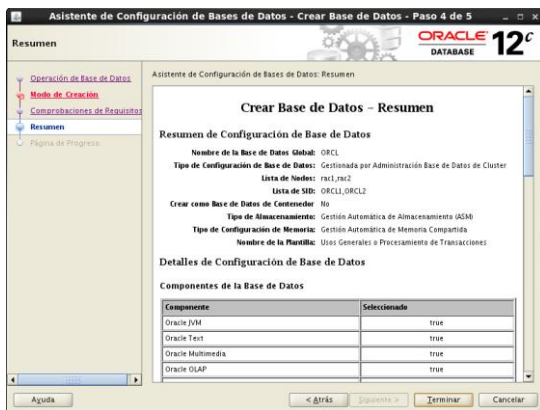 Asistente de Configuración de Bases de Datos - Crear Base de Datos - Paso 4 de 5
Resumen
ORACLE
DATABASE
12c
Operación de Base de Datos
Modo de Creación
Comprobaciones de Requisitos
Resumen
Página de Progreso
Asistente de Configuración de Bases de Datos: Resumen
Crear Base de Datos - Resumen
Resumen de Configuración de Base de Datos
Nombre de la Base de Datos Global: ORCL
Tipo de Configuración de Base de Datos: Gestionada por Administración Base de Datos de Cluster
Lista de Nodos: rac1,rac2
Lista de SID: ORCL1,ORCL2
Crear como Base de Datos de Contenedor No
Tipo de Almacenamiento: Gestión Automática de Almacenamiento (ASM)
Tipo de Configuración de Memoria: Gestión Automática de Memoria Compartida
Nombre de la Plantilla: Usos Generales o Procesamiento de Transacciones
Detalles de Configuración de Base de Datos
Componentes de la Base de Datos
Componente Seleccionado
Oracle JVM true
Oracle Text true
Oracle Multimedia true
Oracle OLAP true
Ayuda
< Atrás
Siguiente >
Terminar
Cancelar